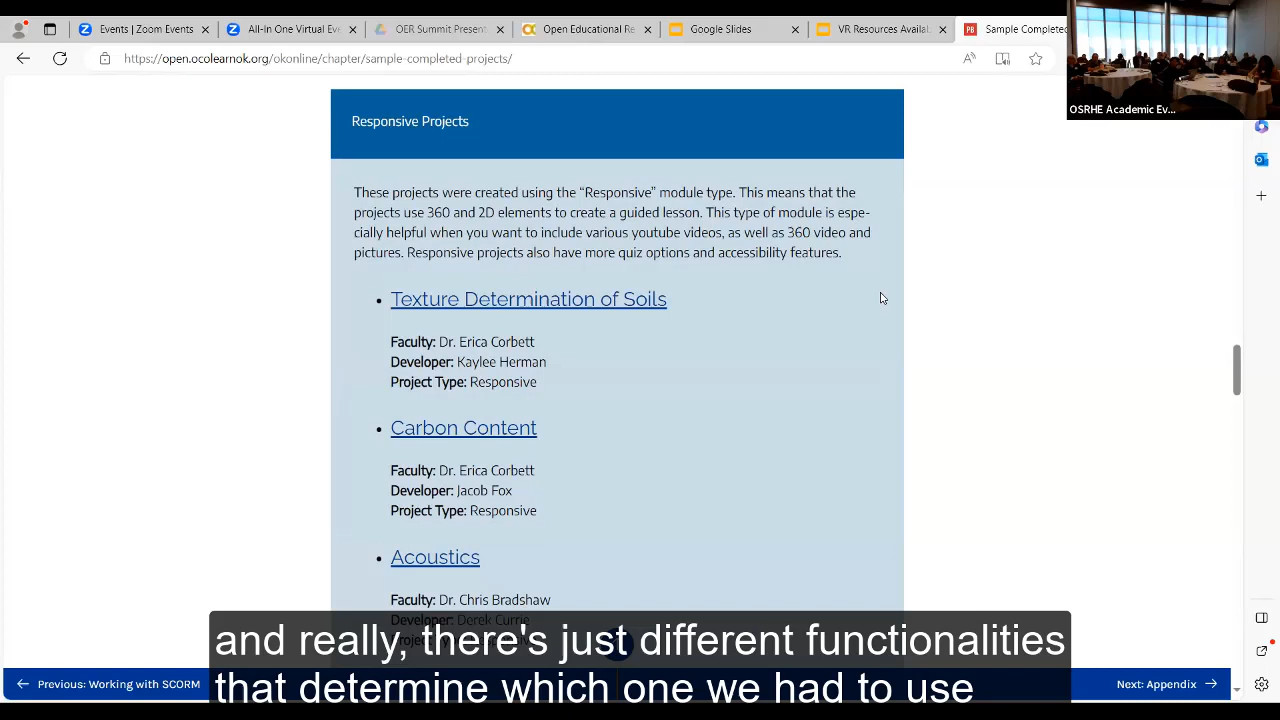 Events | Zoom Events
All-In-One Virtual Eve
OER Summit Present
Open Educational Re
Google Slides
VR Resources Availa
Sample Completed
https://open.ocolearnok.org/okonline/chapter/sample-completed-projects/
OSRHE Academic Ev...
Responsive Projects
These projects were created using the “Responsive” module type. This means that the
projects use 360 and 2D elements to create a guided lesson. This type of module is espe-
cially helpful when you want to include various youtube videos, as well as 360 video and
pictures. Responsive projects also have more quiz options and accessibility features.
• Texture Determination of Soils
Faculty: Dr. Erica Corbett
Developer: Kaylee Herman
Project Type: Responsive
• Carbon Content
Faculty: Dr. Erica Corbett
Developer: Jacob Fox
Project Type: Responsive
• Acoustics
Faculty: Dr. Chris Bradshaw
Developer: Derek Currie
and really, there's just different functionalities
that determine which one we had to use
← Previous: Working with SCORM
Next: Appendix →